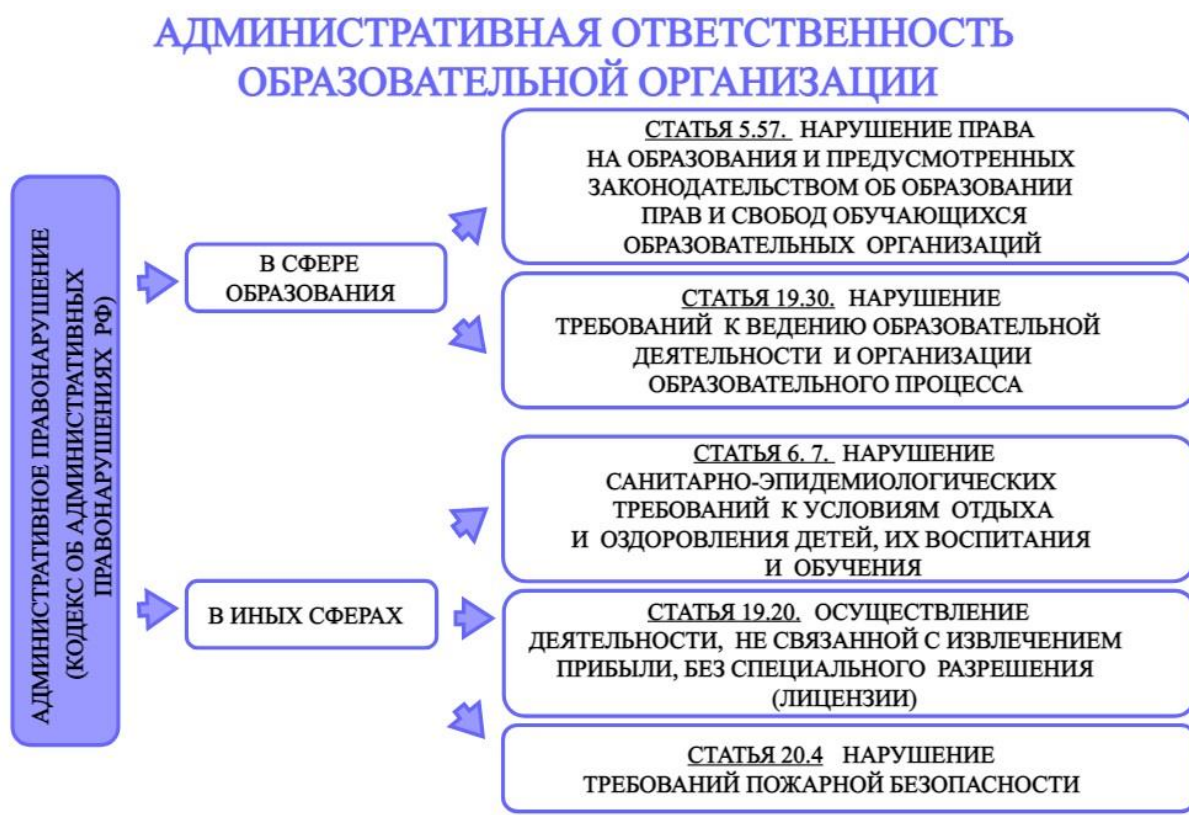 АДМИНИСТРАТИВНАЯ ОТВЕТСТВЕННОСТЬ
ОБРАЗОВАТЕЛЬНОЙ ОРГАНИЗАЦИИ
АДМИНИСТРАТИВНОЕ ПРАВОНАРУШЕНИЕ
(КОДЕКС ОБ АДМИНИСТРАТИВНЫХ
ПРАВОНАРУШЕНИЯХ РФ)
В СФЕРЕ
ОБРАЗОВАНИЯ
СТАТЬЯ 5.57. НАРУШЕНИЕ ПРАВА
НА ОБРАЗОВАНИЯ И ПРЕДУСМОТРЕННЫХ
ЗАКОНОДАТЕЛЬСТВОМ ОБ ОБРАЗОВАНИИ
ПРАВ И СВОБОД ОБУЧАЮЩИХСЯ
ОБРАЗОВАТЕЛЬНЫХ ОРГАНИЗАЦИЙ
СТАТЬЯ 19.30. НАРУШЕНИЕ
ТРЕБОВАНИЙ К ВЕДЕНИЮ ОБРАЗОВАТЕЛЬНОЙ
ДЕЯТЕЛЬНОСТИ И ОРГАНИЗАЦИИ
ОБРАЗОВАТЕЛЬНОГО ПРОЦЕССА
В ИНЫХ СФЕРАХ
СТАТЬЯ 6. 7. НАРУШЕНИЕ
САНИТАРНО-ЭПИДЕМИОЛОГИЧЕСКИХ
ТРЕБОВАНИЙ К УСЛОВИЯМ ОТДЫХА
И ОЗДОРОВЛЕНИЯ ДЕТЕЙ, ИХ ВОСПИТАНИЯ
И ОБУЧЕНИЯ
СТАТЬЯ 19.20. ОСУЩЕСТВЛЕНИЕ
ДЕЯТЕЛЬНОСТИ, НЕ СВЯЗАННОЙ С ИЗВЛЕЧЕНИЕМ
ПРИБЫЛИ, БЕЗ СПЕЦИАЛЬНОГО РАЗРЕШЕНИЯ
(ЛИЦЕНЗИИ)
СТАТЬЯ 20.4 НАРУШЕНИЕ
ТРЕБОВАНИЙ ПОЖАРНОЙ БЕЗОПАСНОСТИ